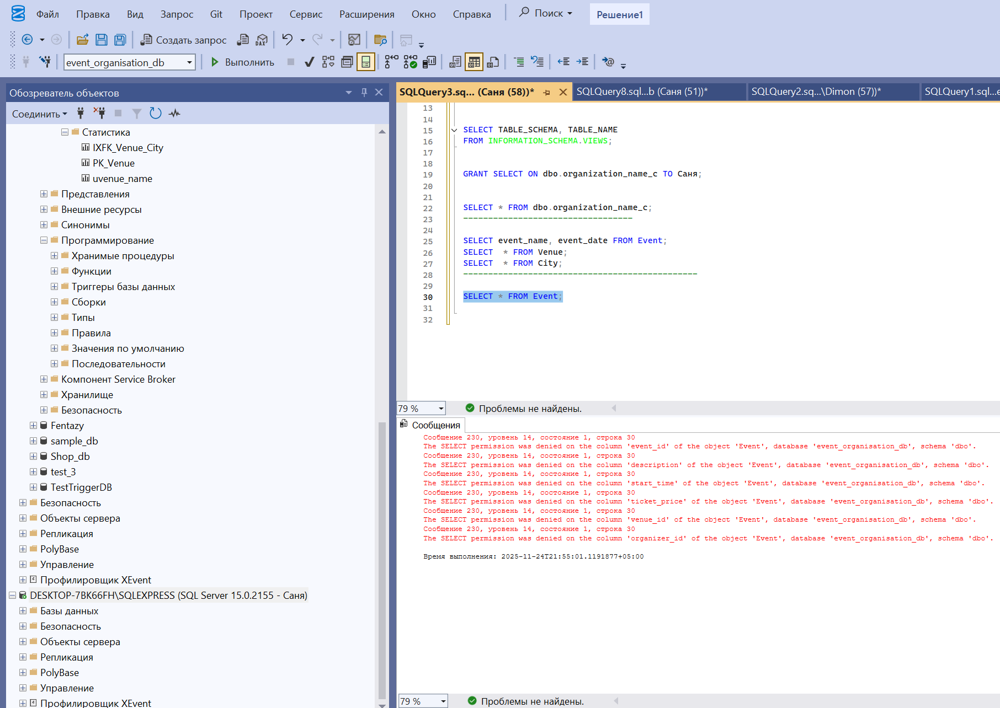 Файл Правка Вид Запрос Git Проект Сервис Расширения Окно Справка Поиск Решение1
Создать запрос DAX
event_organisation_db Выполнить
Обозреватель объектов
Соединить
Статистика
IXFK_Venue_City
PK_Venue
uvenue_name
Представления
Внешние ресурсы
Синонимы
Программирование
Хранимые процедуры
Функции
Триггеры базы данных
Сборки
Типы
Правила
Значения по умолчанию
Последовательности
Компонент Service Broker
Хранилище
Безопасность
Fentazy
sample_db
Shop_db
test_3
TestTriggerDB
Безопасность
Объекты сервера
Репликация
PolyBase
Управление
Профилировщик XEvent
DESKTOP-7BK66FH\SQLEXPRESS (SQL Server 15.0.2155 - Саня)
Базы данных
Безопасность
Объекты сервера
Репликация
PolyBase
Управление
Профилировщик XEvent
SQLQuery3.sq... (Саня (58))* SQLQuery8.sql...b (Саня (51))* SQLQuery2.sq...\Dimon (57))* SQLQuery1.sql...e
13
14
15 SELECT TABLE_SCHEMA, TABLE_NAME
16 FROM INFORMATION_SCHEMA.VIEWS;
17
18
19 GRANT SELECT ON dbo.organization_name_c TO Саня;
20
21
22 SELECT * FROM dbo.organization_name_c;
23 ----------------------------------
24
25 SELECT event_name, event_date FROM Event;
26 SELECT  * FROM Venue;
27 SELECT  * FROM City;
28 -----------------------------------------------
29
30 SELECT * FROM Event;
31
32
79 % Проблемы не найдены.
Сообщения
Сообщение 230, уровень 14, состояние 1, строка 30
The SELECT permission was denied on the column 'event_id' of the object 'Event', database 'event_organisation_db', schema 'dbo'.
Сообщение 230, уровень 14, состояние 1, строка 30
The SELECT permission was denied on the column 'description' of the object 'Event', database 'event_organisation_db', schema 'dbo'.
Сообщение 230, уровень 14, состояние 1, строка 30
The SELECT permission was denied on the column 'start_time' of the object 'Event', database 'event_organisation_db', schema 'dbo'.
Сообщение 230, уровень 14, состояние 1, строка 30
The SELECT permission was denied on the column 'ticket_price' of the object 'Event', database 'event_organisation_db', schema 'dbo'.
Сообщение 230, уровень 14, состояние 1, строка 30
The SELECT permission was denied on the column 'venue_id' of the object 'Event', database 'event_organisation_db', schema 'dbo'.
Сообщение 230, уровень 14, состояние 1, строка 30
The SELECT permission was denied on the column 'organizer_id' of the object 'Event', database 'event_organisation_db', schema 'dbo'.
Время выполнения: 2025-11-24T21:55:01.1191877+05:00
79 % Проблемы не найдены.